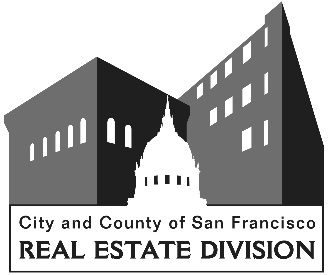 City and County of San Francisco
REAL ESTATE DIVISION